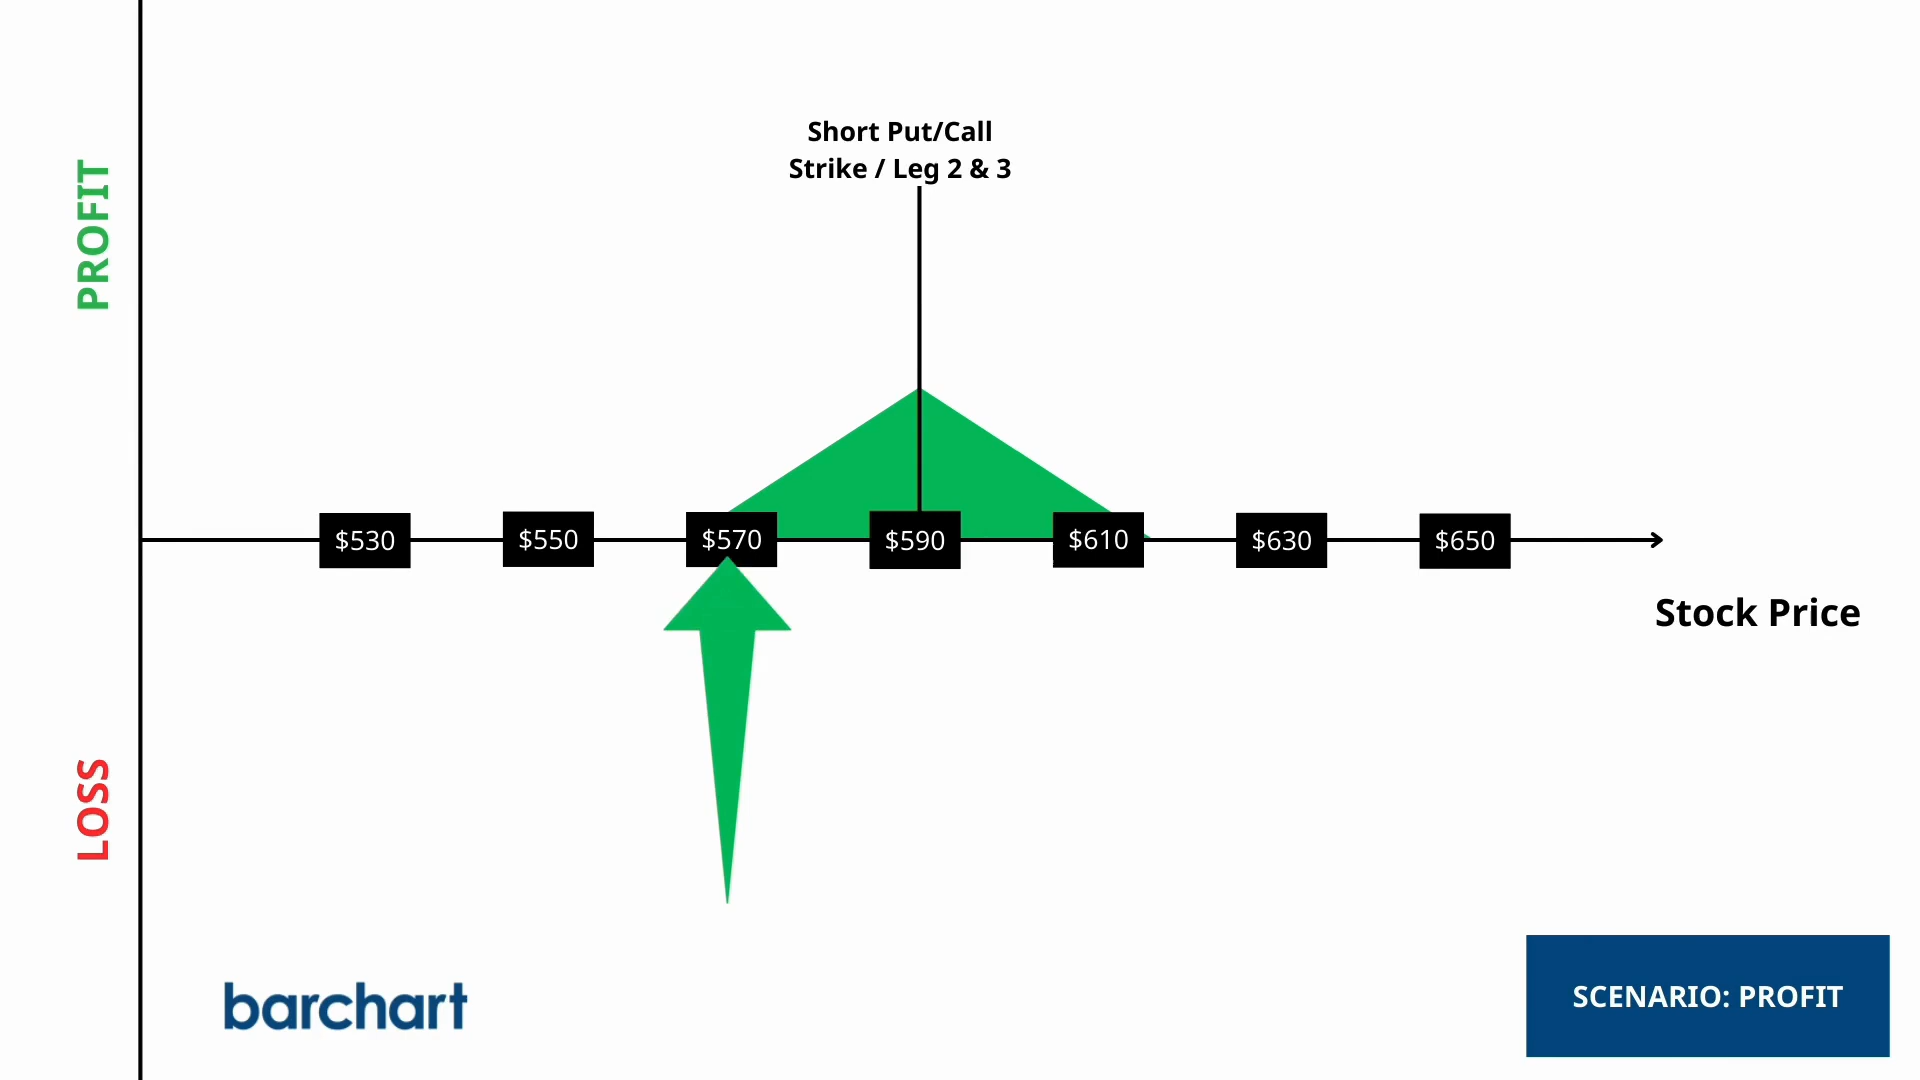 PROFIT
Short Put/Call
Strike / Leg 2 & 3
$530 $550 $570 $590 $610 $630 $650
Stock Price
LOSS
barchart
SCENARIO: PROFIT